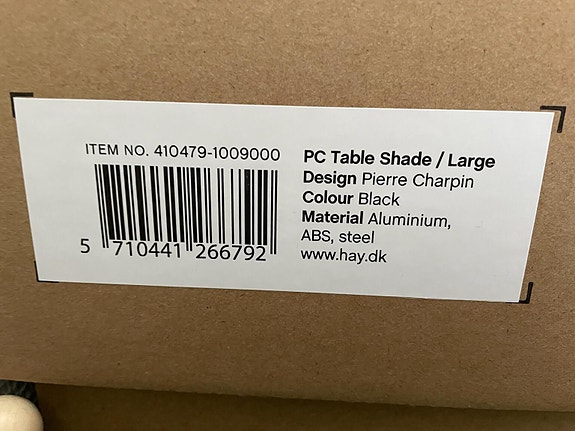 ITEM NO. 410479-1009000
5 710441 266792
PC Table Shade / Large
Design Pierre Charpin
Colour Black
Material Aluminium,
ABS, steel
www.hay.dk